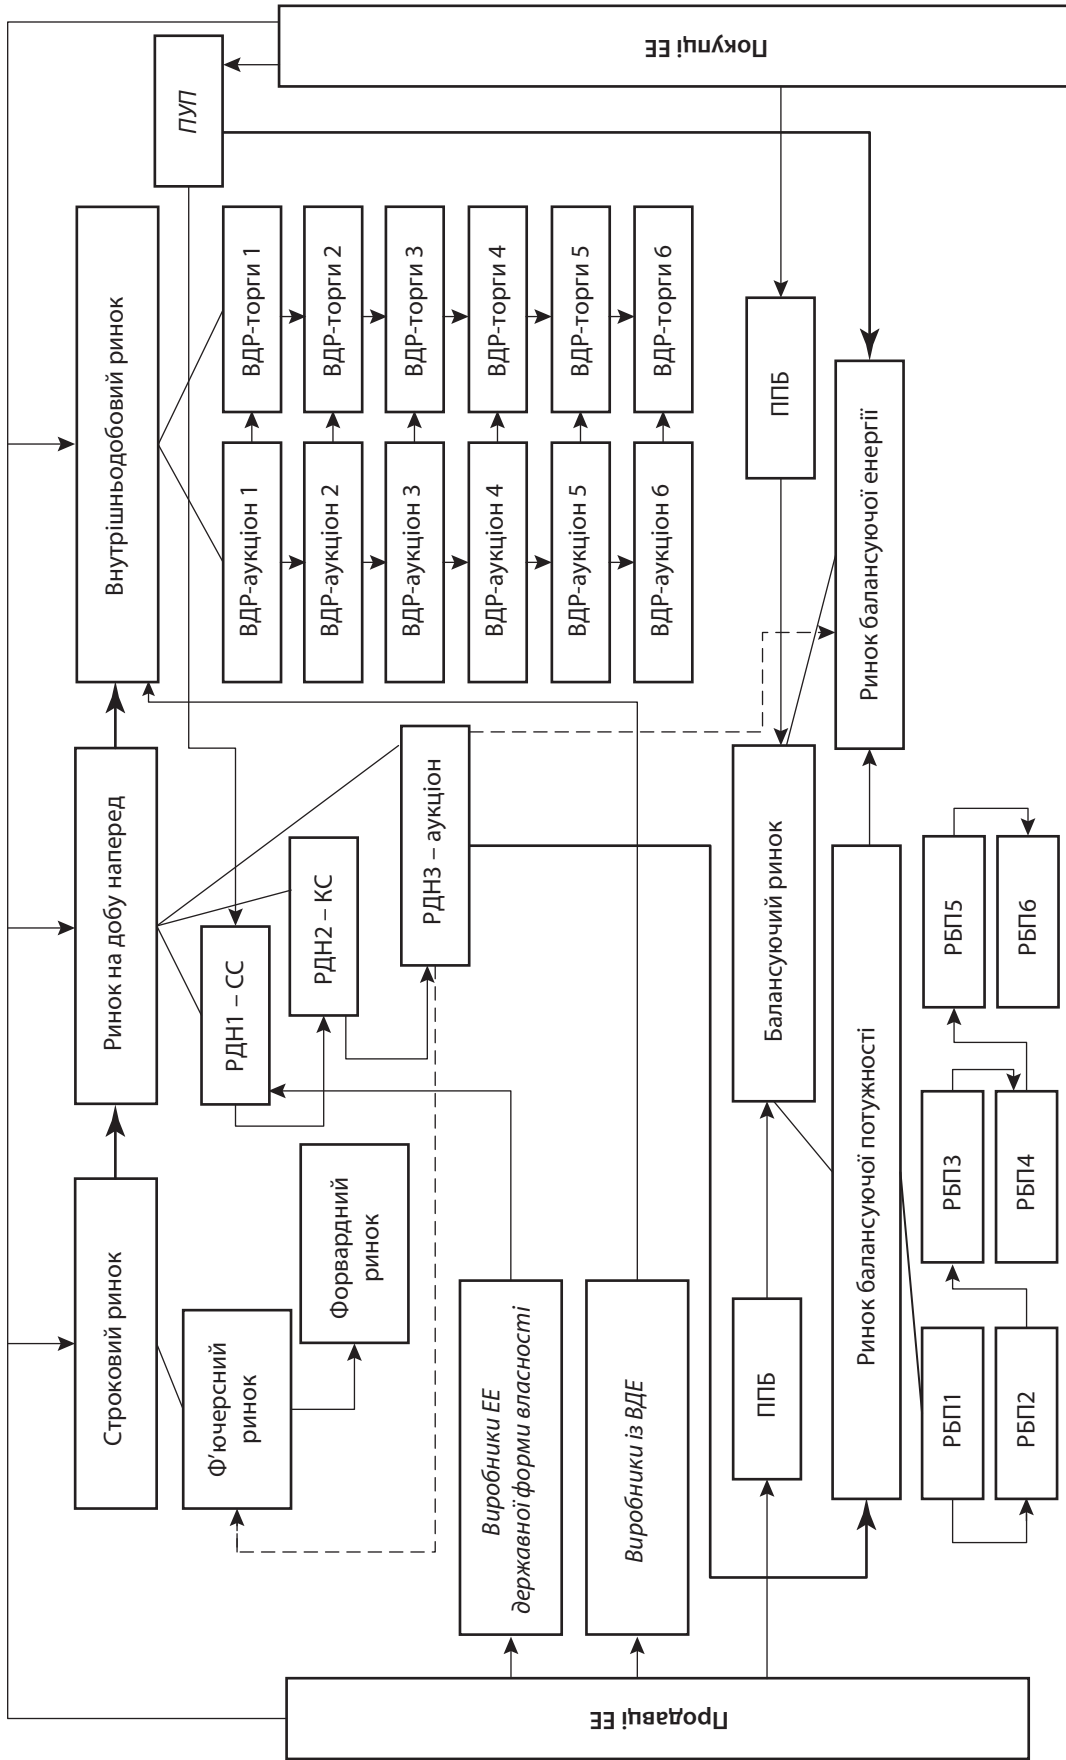 Строковий ринок
Ринок на добу наперед
Внутрішньодобовий ринок
ПУП
Ф’ючерсний
ринок
Форвардний
ринок
РДН1 – СС
РДН2 – КС
РДН3 – аукціон
ВДР-аукціон 1
ВДР-торги 1
ВДР-аукціон 2
ВДР-торги 2
ВДР-аукціон 3
ВДР-торги 3
ВДР-аукціон 4
ВДР-торги 4
ВДР-аукціон 5
ВДР-торги 5
ВДР-аукціон 6
ВДР-торги 6
Продавці ЕЕ
Покупці ЕЕ
Виробники ЕЕ
державної форми власності
Виробники із ВДЕ
ППБ
Балансуючий ринок
ППБ
Ринок балансуючої потужності
Ринок балансуючої енергії
РБП1
РБП3
РБП5
РБП2
РБП4
РБП6